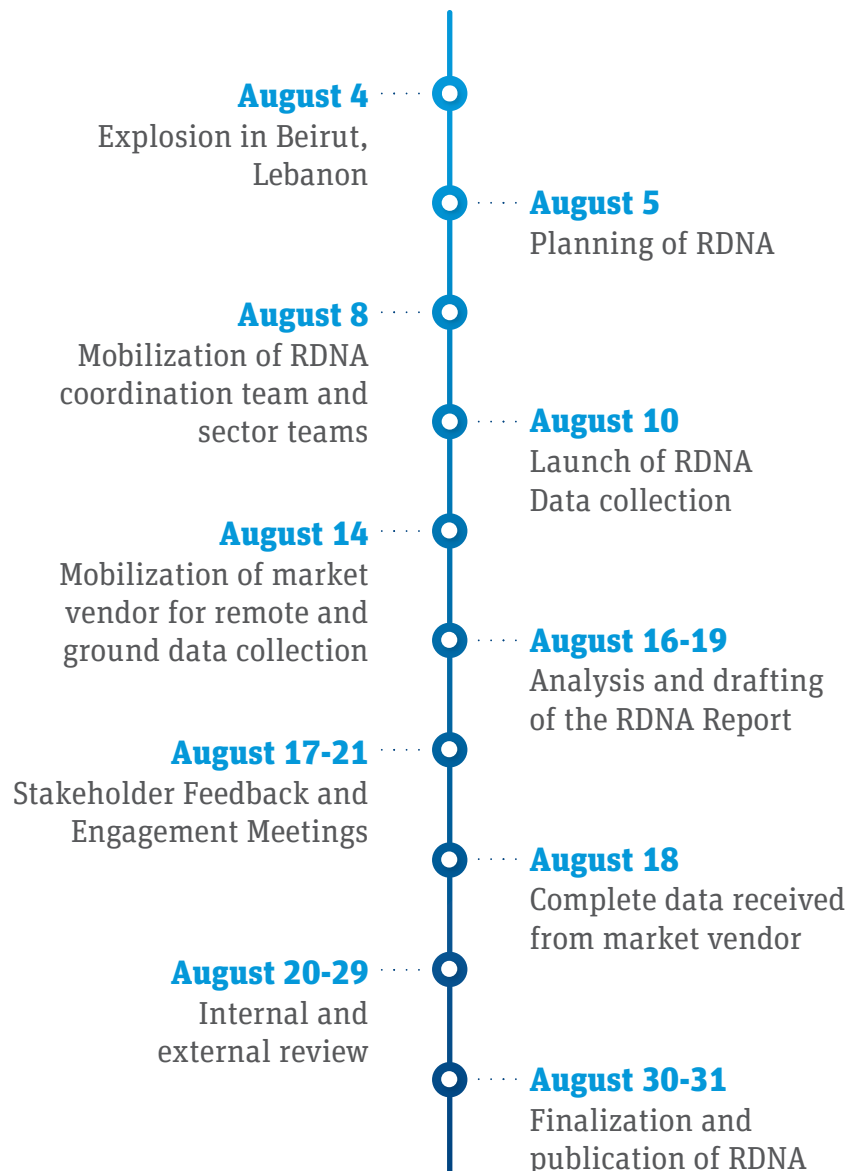 August 4
Explosion in Beirut,
Lebanon
August 5
Planning of RDNA
August 8
Mobilization of RDNA
coordination team and
sector teams
August 10
Launch of RDNA
Data collection
August 14
Mobilization of market
vendor for remote and
ground data collection
August 16-19
Analysis and drafting
of the RDNA Report
August 17-21
Stakeholder Feedback and
Engagement Meetings
August 18
Complete data received
from market vendor
August 20-29
Internal and
external review
August 30-31
Finalization and
publication of RDNA